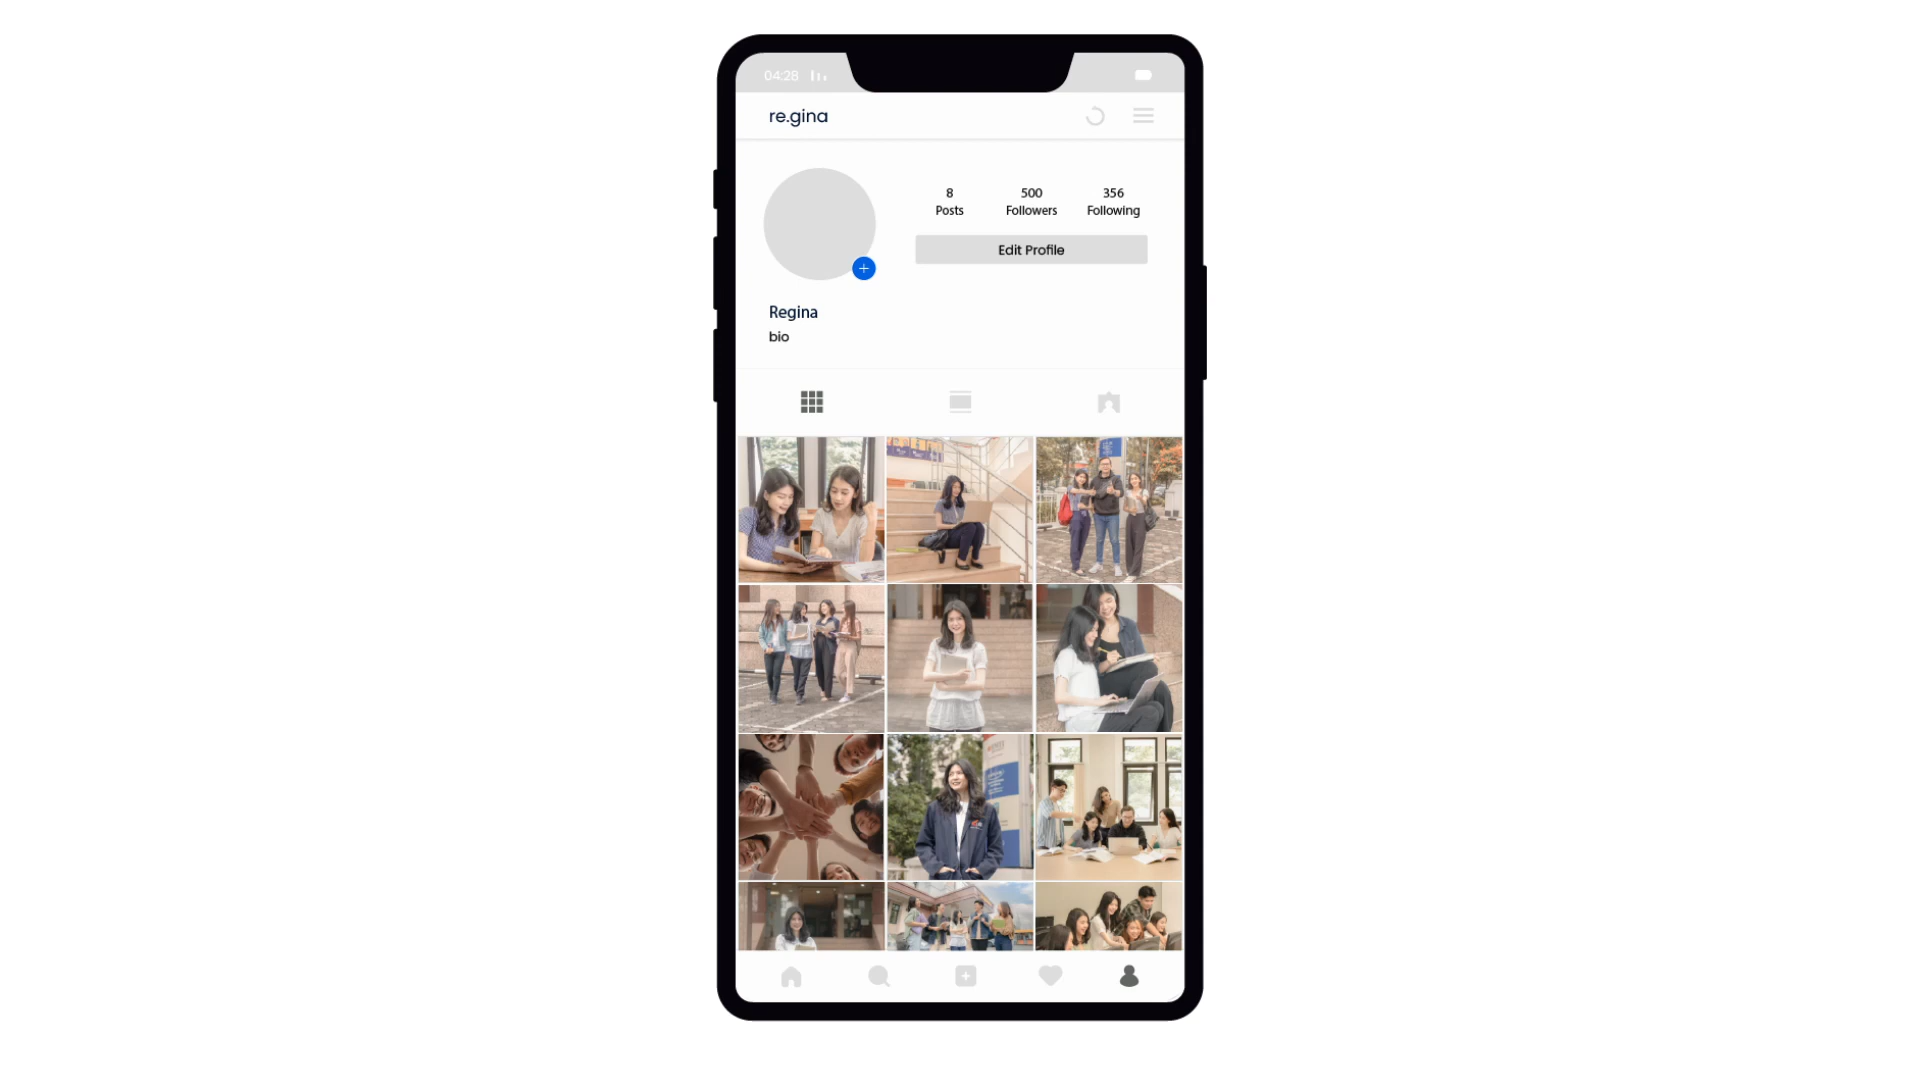 04:28
re.gina
8 500 356
Posts Followers Following
Edit Profile
Regina
bio